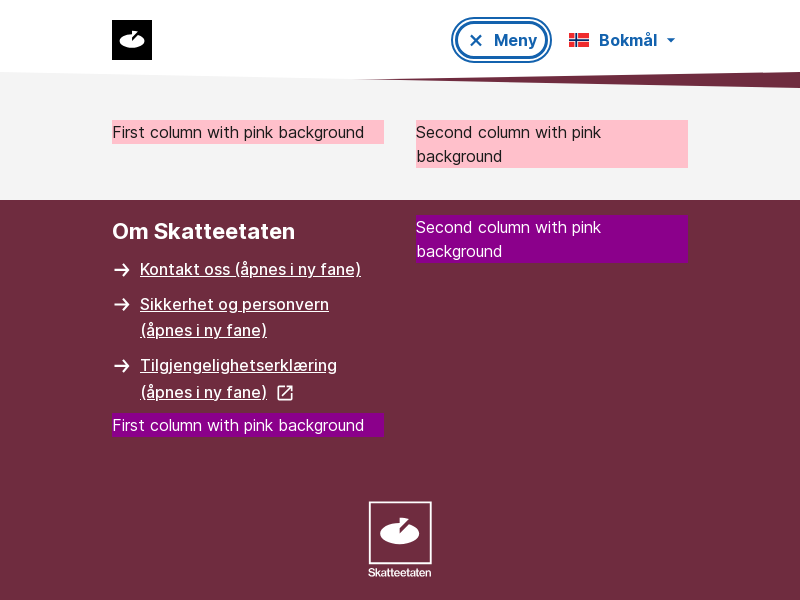 Meny
Bokmål
First column with pink background
Second column with pink
background
Om Skatteetaten
Kontakt oss (åpnes i ny fane)
Sikkerhet og personvern
(åpnes i ny fane)
Tilgjengelighetserklæring
(åpnes i ny fane)
First column with pink background
Second column with pink
background
Skatteetaten